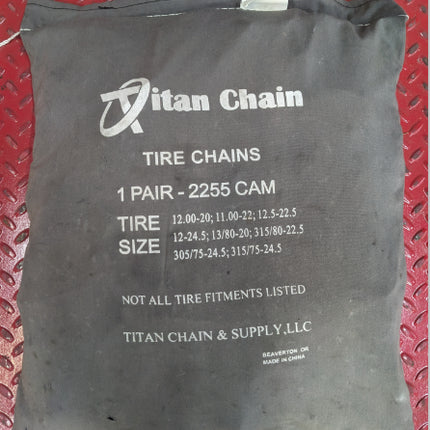 Titan Chain
TIRE CHAINS
1 PAIR - 2255 CAM
TIRE SIZE
12.00-20; 11.00-22; 12.5-22.5
12-24.5; 13/80-20; 315/80-22.5
305/75-24.5; 315/75-24.5
NOT ALL TIRE FITMENTS LISTED
TITAN CHAIN & SUPPLY,LLC
BEAVERTON OR
MADE IN CHINA